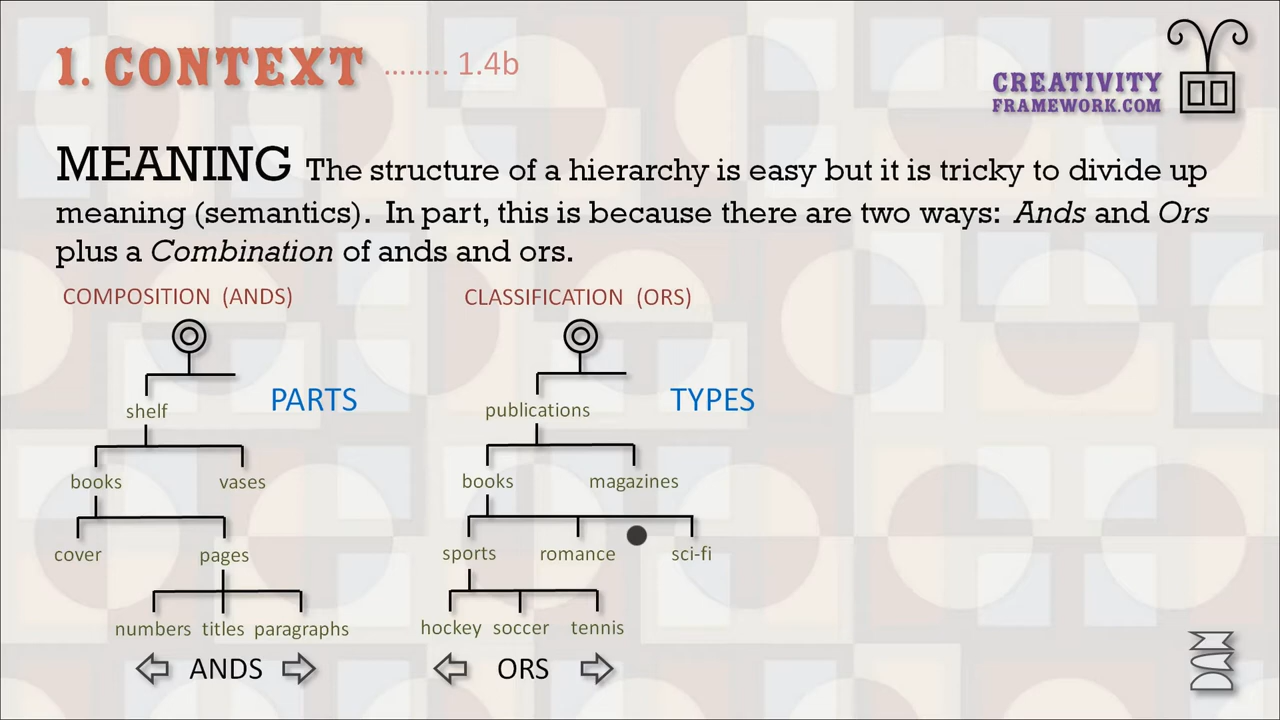 1. CONTEXT ........ 1.4b
CREATIVITY
FRAMEWORK.COM
MEANING The structure of a hierarchy is easy but it is tricky to divide up
meaning (semantics). In part, this is because there are two ways: Ands and Ors
plus a Combination of ands and ors.
COMPOSITION (ANDS)
PARTS
shelf
books vases
cover pages
numbers titles paragraphs
ANDS
CLASSIFICATION (ORS)
TYPES
publications
books magazines
sports romance sci-fi
hockey soccer tennis
ORS